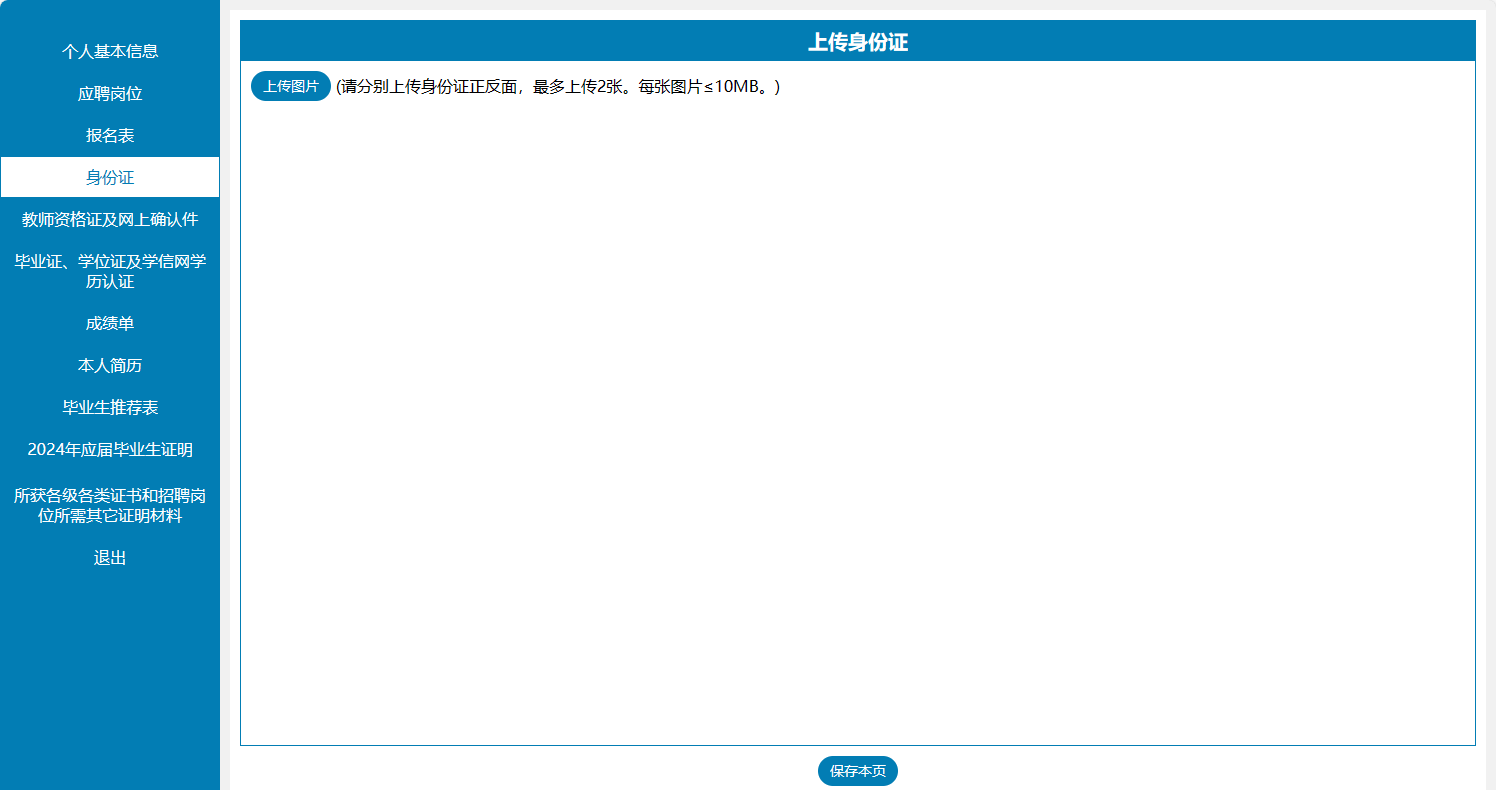 个人基本信息
应聘岗位
报名表
身份证
教师资格证及网上确认件
毕业证、学位证及学信网学
历认证
成绩单
本人简历
毕业生推荐表
2024年应届毕业生证明
所获各级各类证书和招聘岗
位所需其它证明材料
退出
上传身份证
上传图片 (请分别上传身份证正反面，最多上传2张。每张图片≤10MB。)
保存本页